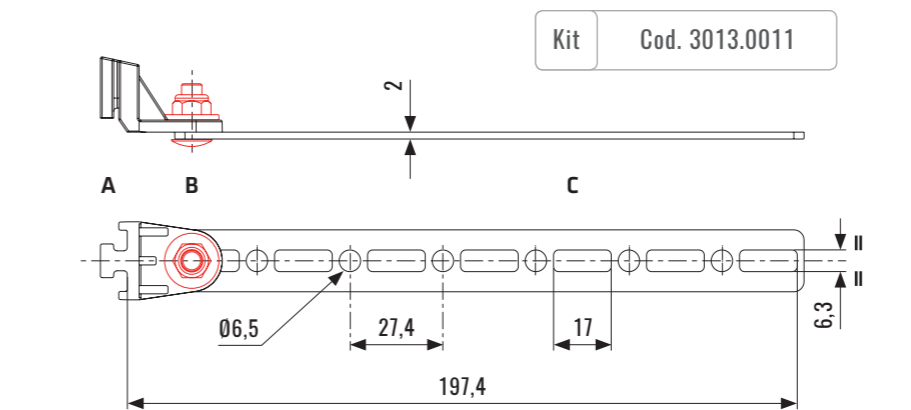 Kit Cod. 3013.0011
2
A B C
Ø6,5
27,4
17
6,3
=
=
197,4